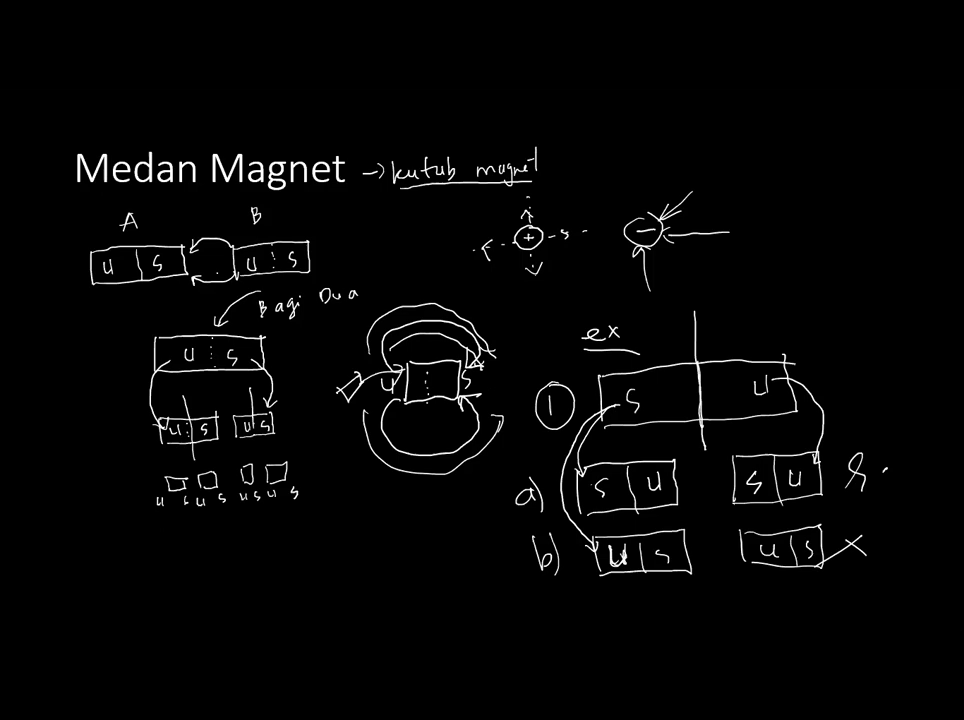 Medan Magnet → kutub magnet
A B
U S U S
+ -
Bagi Dua
U S
U S
U S U S
U S U S U S
ex
1 S U
a) S U S U
b) U S U S X